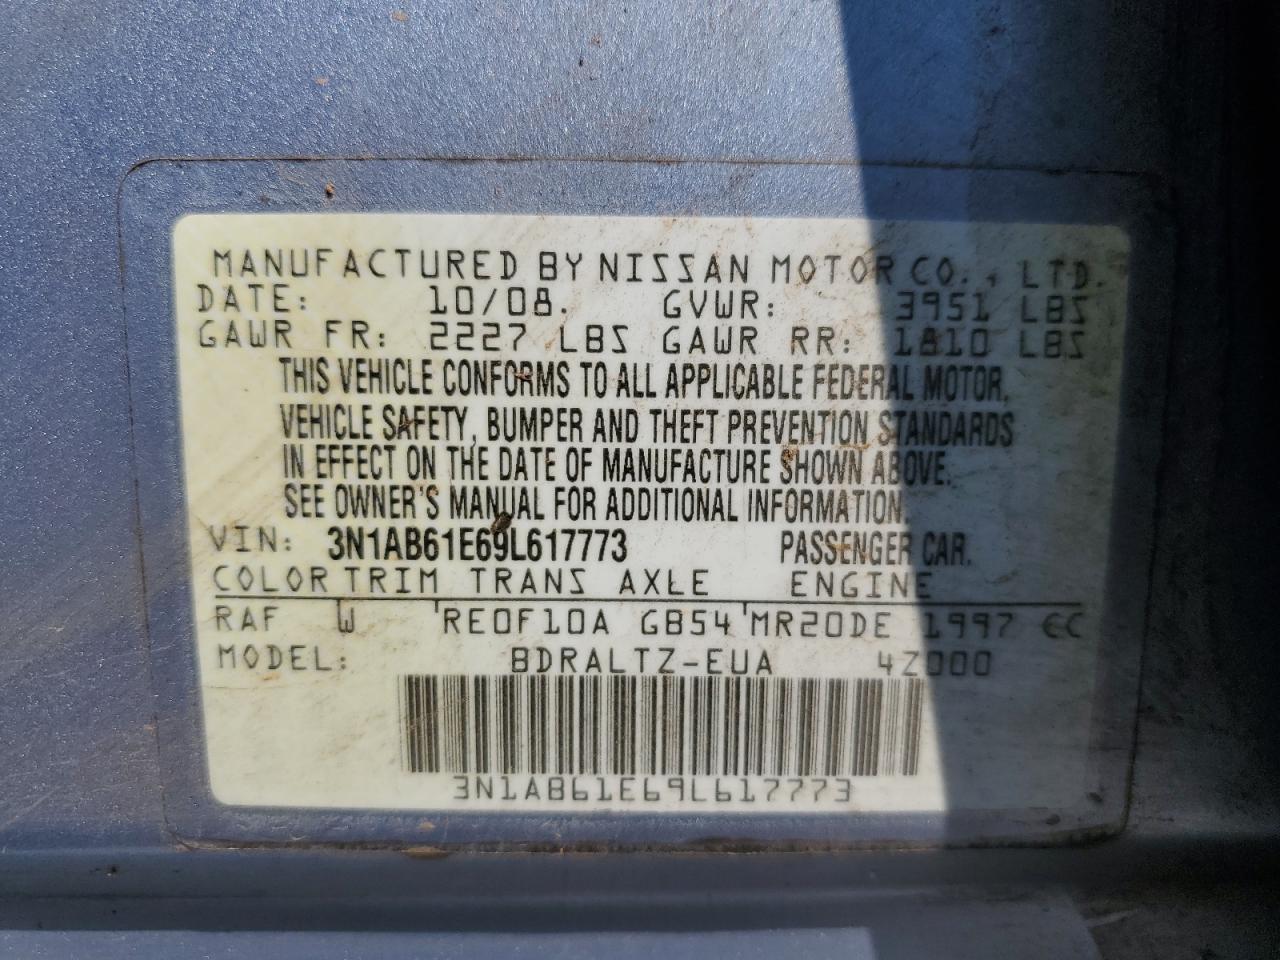 MANUFACTURED BY NISSAN MOTOR CO., LTD.
DATE: 10/08. GVWR: 3951 LBS
GAWR FR: 2227 LBS GAWR RR: 1810 LBS
THIS VEHICLE CONFORMS TO ALL APPLICABLE FEDERAL MOTOR,
VEHICLE SAFETY, BUMPER AND THEFT PREVENTION STANDARDS
IN EFFECT ON THE DATE OF MANUFACTURE SHOWN ABOVE.
SEE OWNER'S MANUAL FOR ADDITIONAL INFORMATION.
VIN: 3N1AB61E69L617773 PASSENGER CAR.
COLOR TRIM TRANS AXLE ENGINE
RAF W RE0F10A GB54 MR20DE 1997 CC
MODEL: BDRALTZ-EUA 4Z000
3N1AB61E69L617773